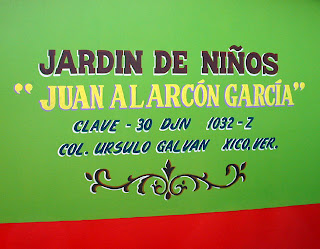 JARDIN DE NIÑOS
"JUAN ALARCÓN GARCÍA"
CLAVE - 30 DJN 1032-Z
COL. URSULO GALVAN XICO, VER.